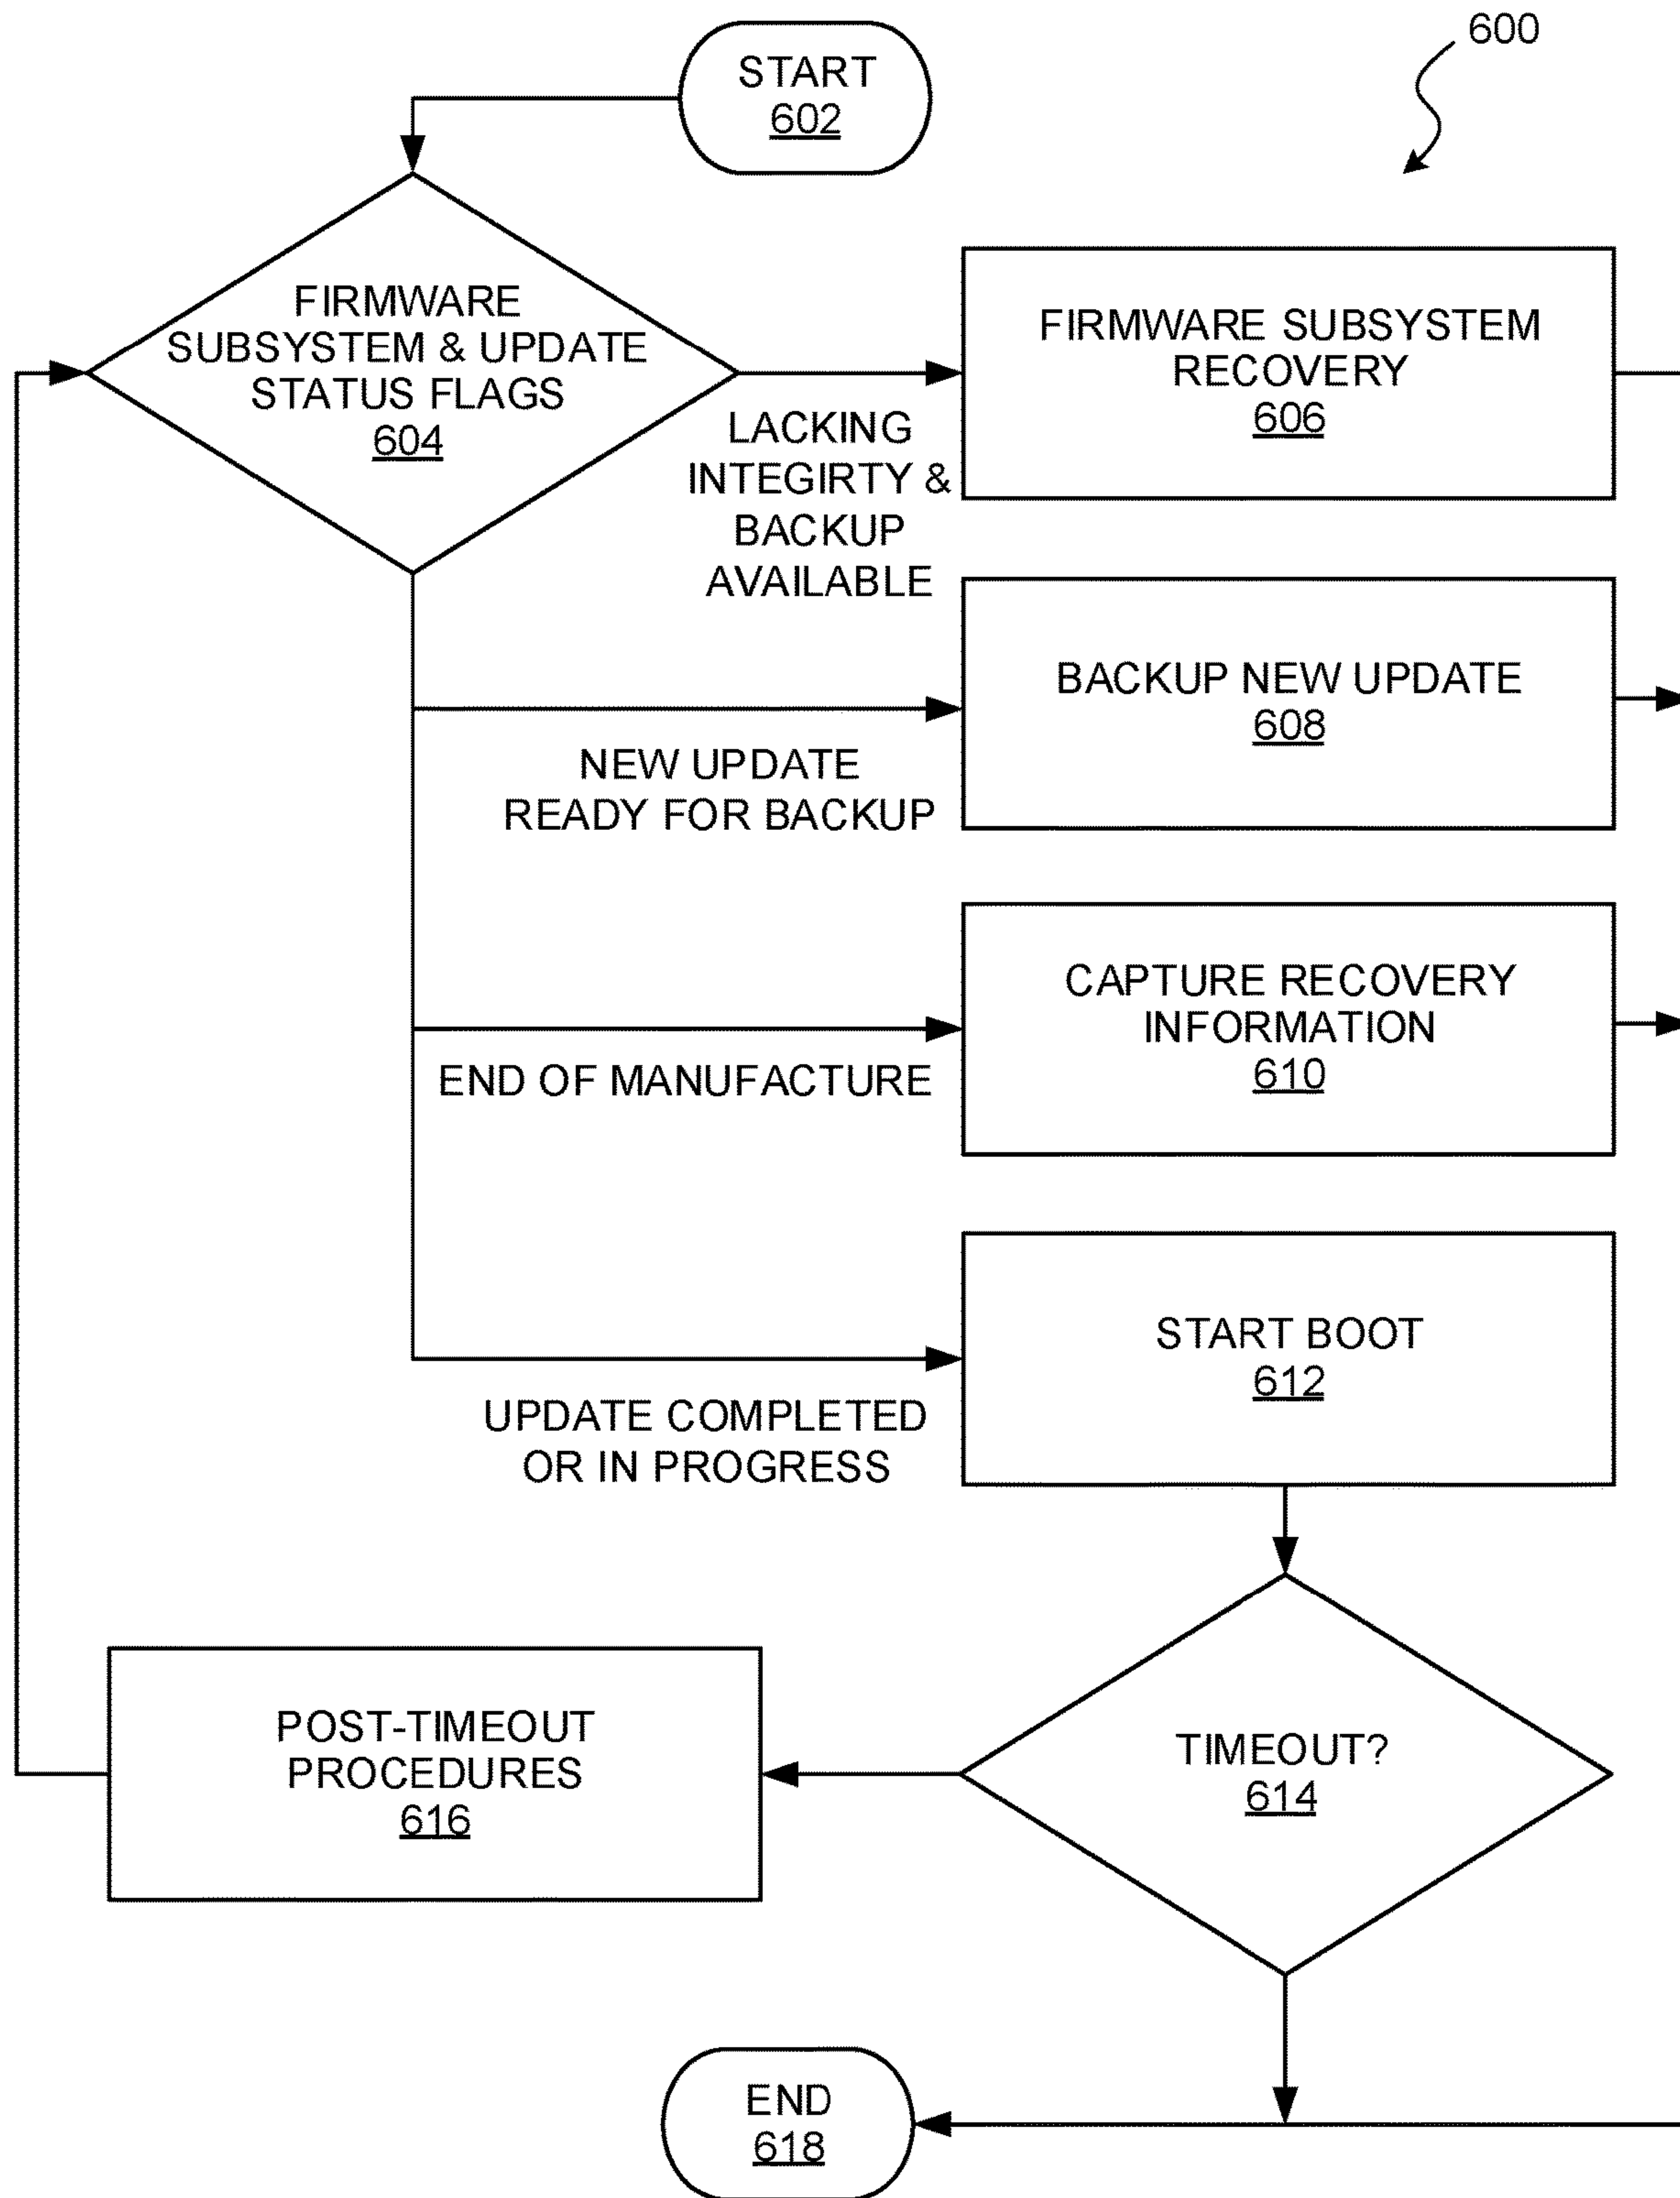 600
START
602
FIRMWARE
SUBSYSTEM & UPDATE
STATUS FLAGS
604
LACKING
INTEGIRTY &
BACKUP
AVAILABLE
FIRMWARE SUBSYSTEM
RECOVERY
606
NEW UPDATE
READY FOR BACKUP
BACKUP NEW UPDATE
608
END OF MANUFACTURE
CAPTURE RECOVERY
INFORMATION
610
UPDATE COMPLETED
OR IN PROGRESS
START BOOT
612
TIMEOUT?
614
POST-TIMEOUT
PROCEDURES
616
END
618